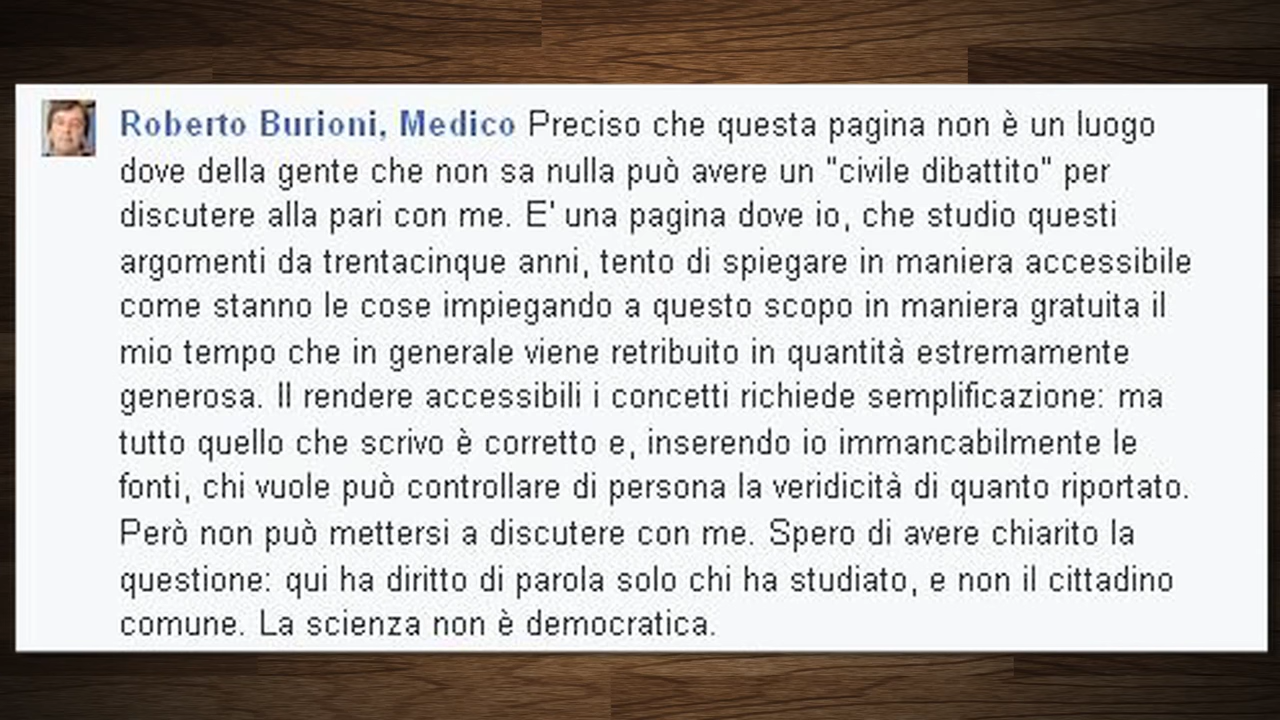 Roberto Burioni, Medico Preciso che questa pagina non è un luogo
dove della gente che non sa nulla può avere un "civile dibattito" per
discutere alla pari con me. E' una pagina dove io, che studio questi
argomenti da trentacinque anni, tento di spiegare in maniera accessibile
come stanno le cose impiegando a questo scopo in maniera gratuita il
mio tempo che in generale viene retribuito in quantità estremamente
generosa. Il rendere accessibili i concetti richiede semplificazione: ma
tutto quello che scrivo è corretto e, inserendo io immancabilmente le
fonti, chi vuole può controllare di persona la veridicità di quanto riportato.
Però non può mettersi a discutere con me. Spero di avere chiarito la
questione: qui ha diritto di parola solo chi ha studiato, e non il cittadino
comune. La scienza non è democratica.